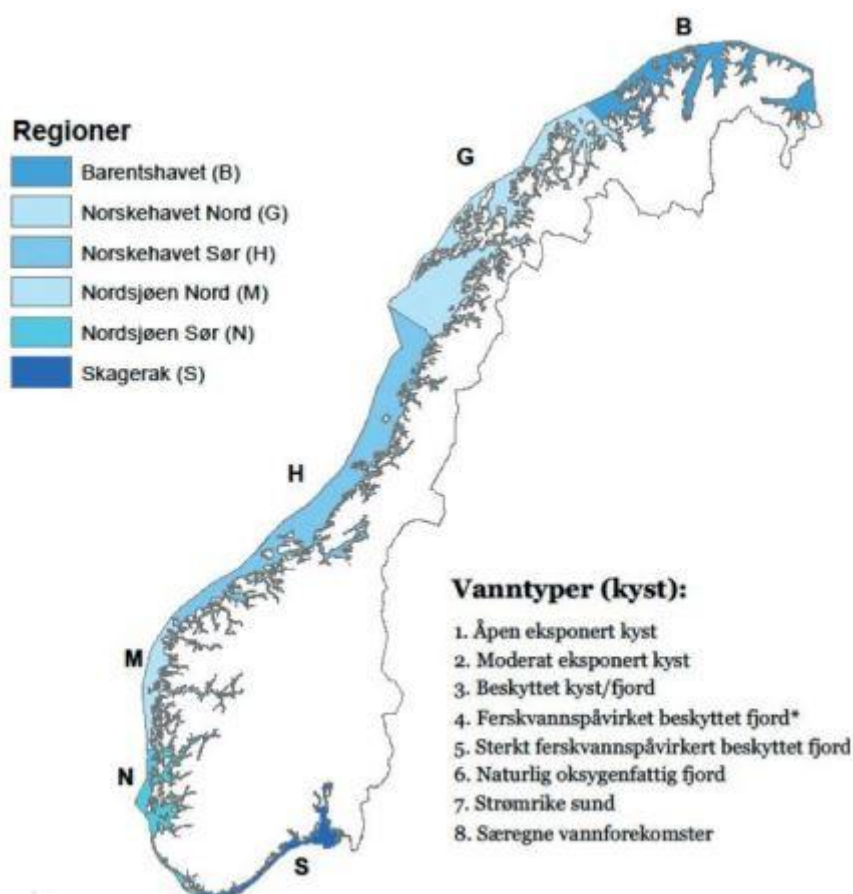 B
Regioner
Barentshavet (B)
Norskehavet Nord (G)
Norskehavet Sør (H)
Nordsjøen Nord (M)
Nordsjøen Sør (N)
Skagerak (S)
G
H
M
N
S
Vanntyper (kyst):
1. Åpen eksponert kyst
2. Moderat eksponert kyst
3. Beskyttet kyst/fjord
4. Ferskvannspåvirket beskyttet fjord*
5. Sterkt ferskvannspåvirkert beskyttet fjord
6. Naturlig oksygenfattig fjord
7. Strømrike sund
8. Særegne vannforekomster